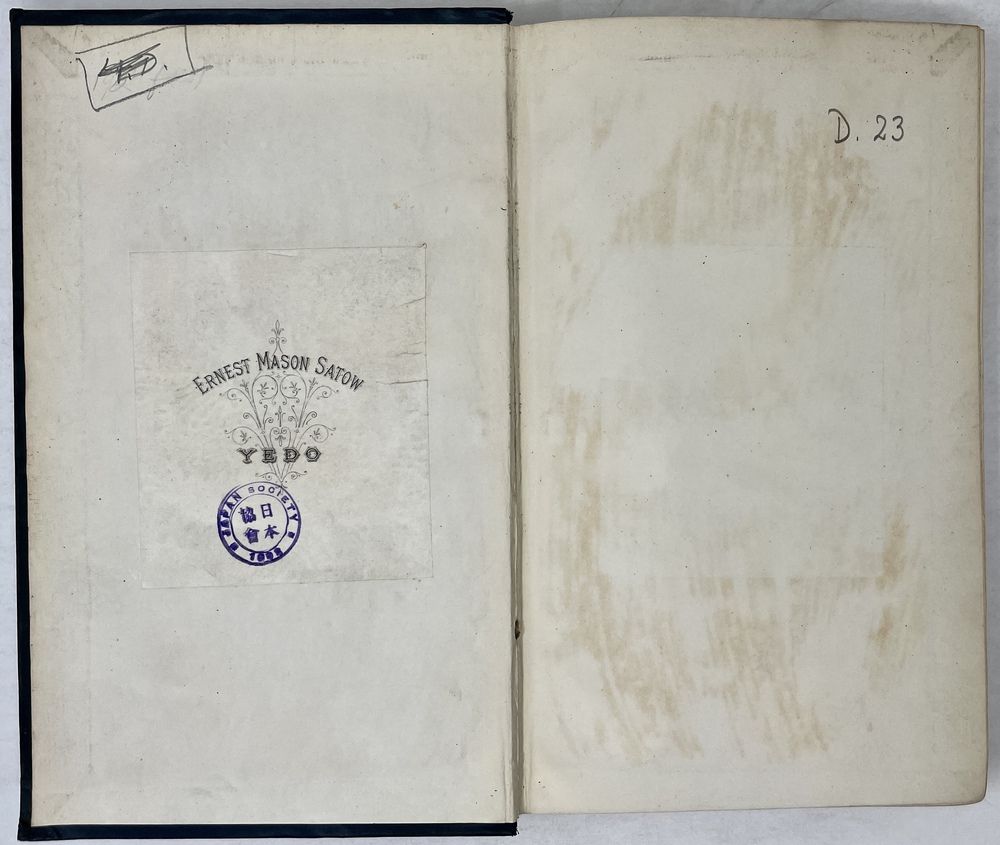 ERNEST MASON SATOW
YEDO
JAPAN SOCIETY
日本
協會
D. 23